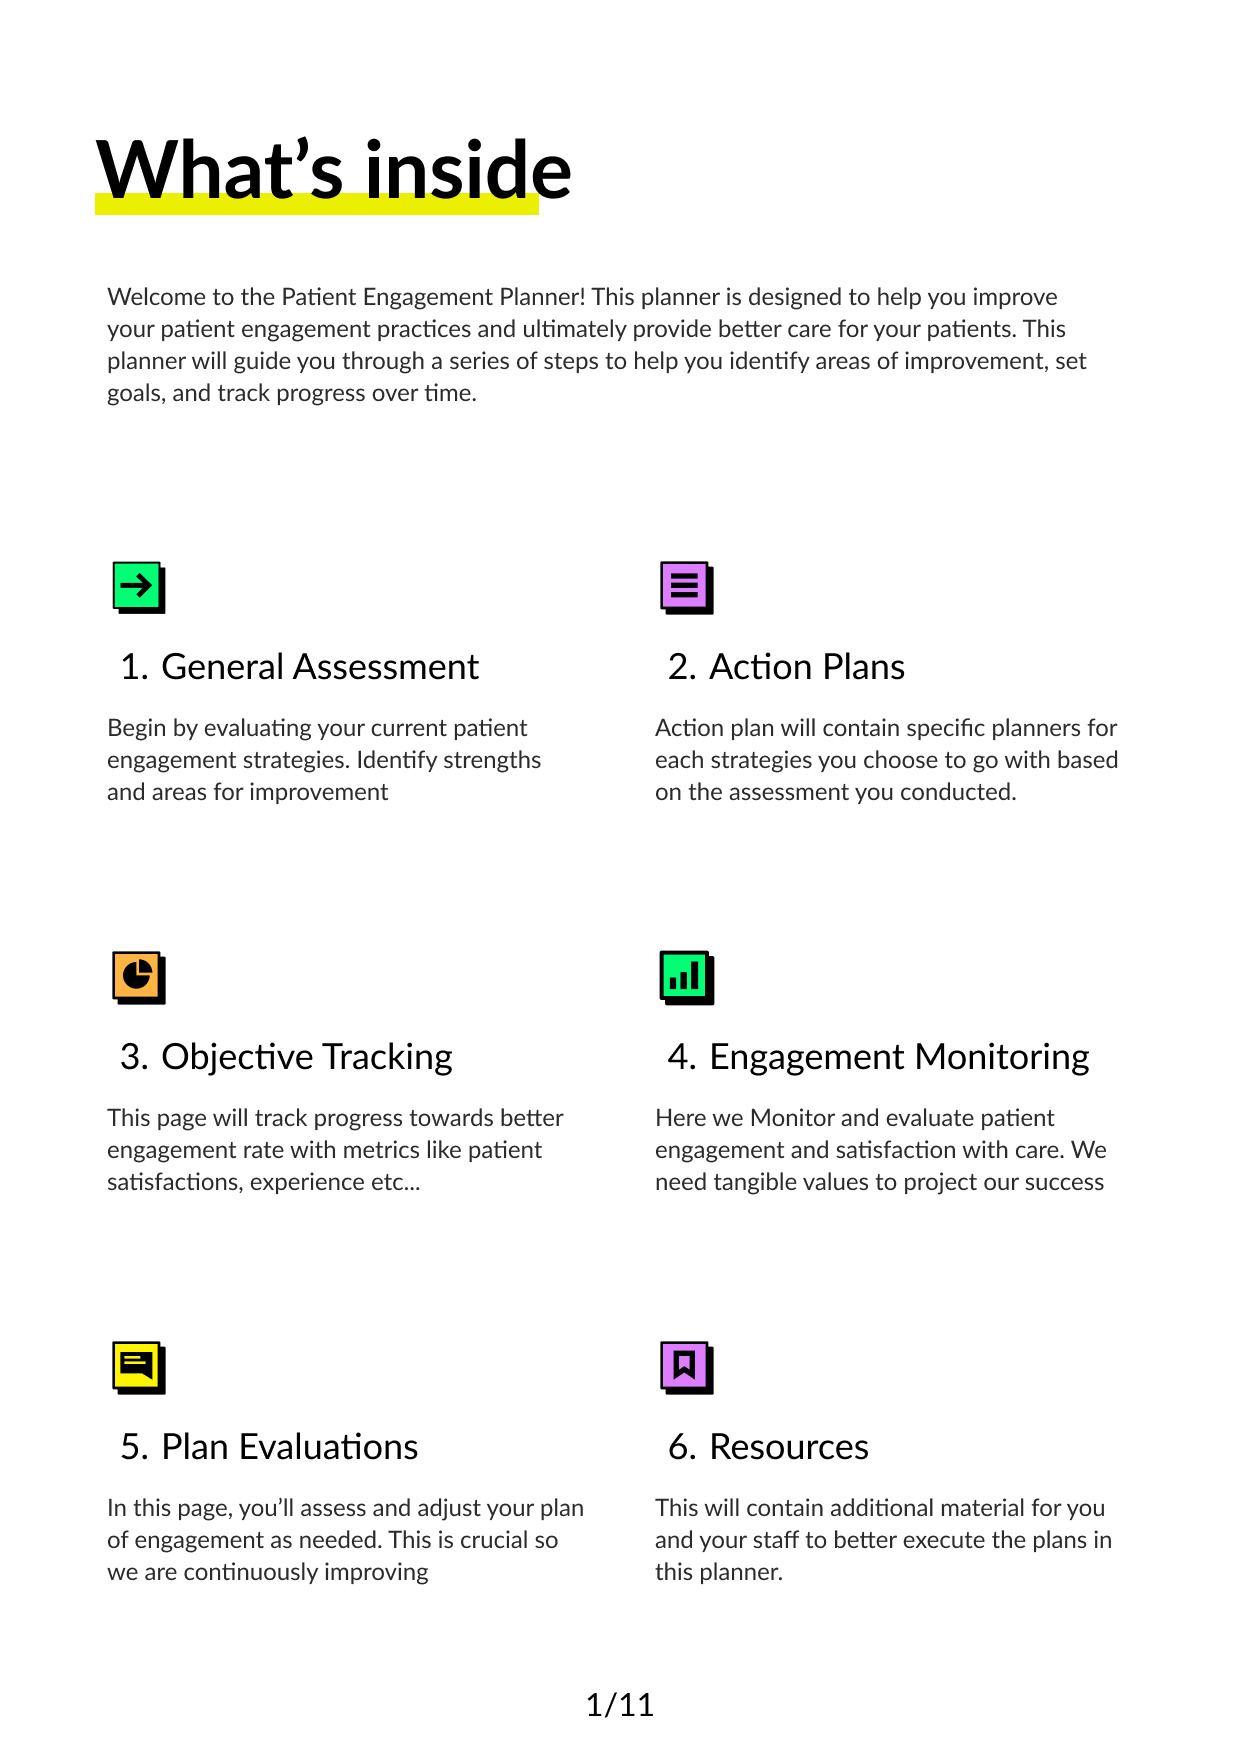 What’s inside
Welcome to the Patient Engagement Planner! This planner is designed to help you improve
your patient engagement practices and ultimately provide better care for your patients. This
planner will guide you through a series of steps to help you identify areas of improvement, set
goals, and track progress over time.
1. General Assessment
Begin by evaluating your current patient
engagement strategies. Identify strengths
and areas for improvement
2. Action Plans
Action plan will contain specific planners for
each strategies you choose to go with based
on the assessment you conducted.
3. Objective Tracking
This page will track progress towards better
engagement rate with metrics like patient
satisfactions, experience etc...
4. Engagement Monitoring
Here we Monitor and evaluate patient
engagement and satisfaction with care. We
need tangible values to project our success
5. Plan Evaluations
In this page, you’ll assess and adjust your plan
of engagement as needed. This is crucial so
we are continuously improving
6. Resources
This will contain additional material for you
and your staff to better execute the plans in
this planner.
1/11